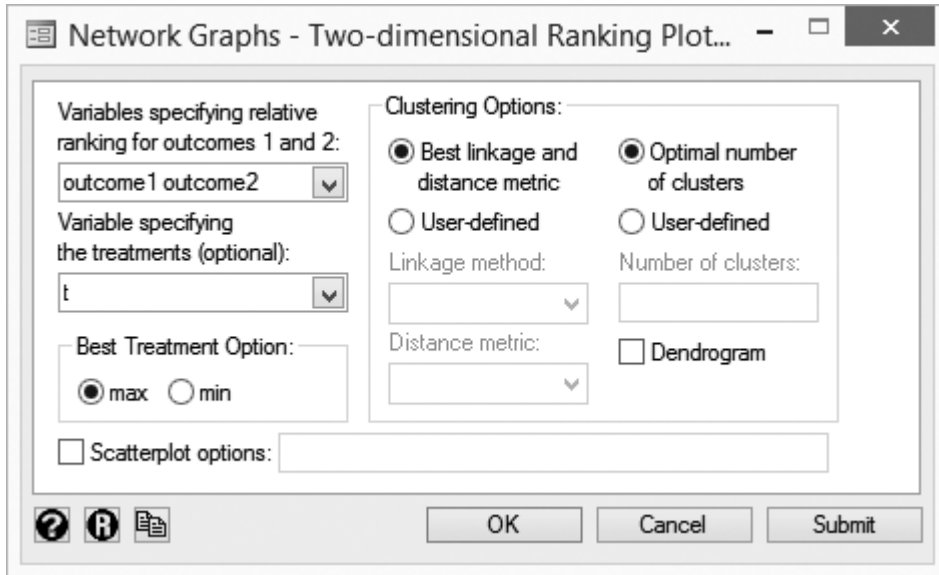 Network Graphs - Two-dimensional Ranking Plot...
Variables specifying relative
ranking for outcomes 1 and 2:
outcome1 outcome2
Variable specifying
the treatments (optional):
t
Best Treatment Option:
max
min
Clustering Options:
Best linkage and
distance metric
User-defined
Linkage method:
Distance metric:
Optimal number
of clusters
User-defined
Number of clusters:
Dendrogram
Scatterplot options:
? R
OK
Cancel
Submit